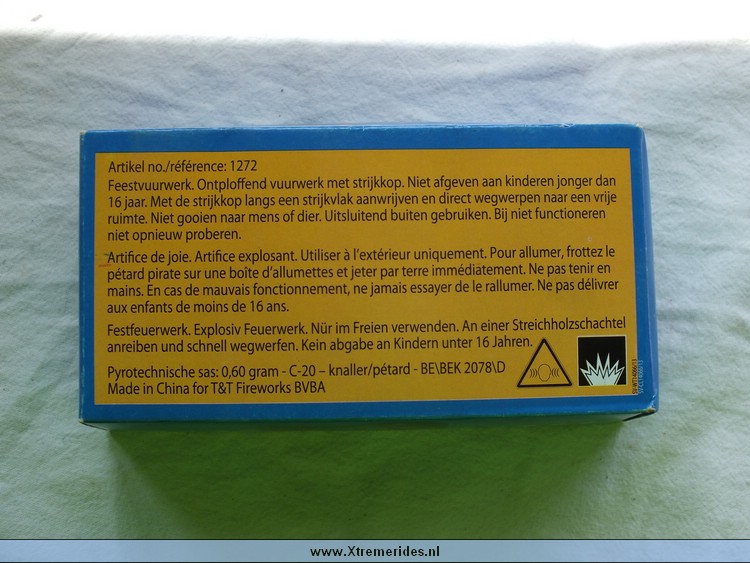 Artikel no./référence: 1272
Feestvuurwerk. Ontploffend vuurwerk met strijkkop. Niet afgeven aan kinderen jonger dan
16 jaar. Met de strijkkop langs een strijkvlak aanwrijven en direct wegwerpen naar een vrije
ruimte. Niet gooien naar mens of dier. Uitsluitend buiten gebruiken. Bij niet functioneren
niet opnieuw proberen.
Artifice de joie. Artifice explosant. Utiliser à l'extérieur uniquement. Pour allumer, frottez le
pétard pirate sur une boîte d'allumettes et jeter par terre immédiatement. Ne pas tenir en
mains. En cas de mauvais fonctionnement, ne jamais essayer de le rallumer. Ne pas délivrer
aux enfants de moins de 16 ans.
Festfeuerwerk. Explosiv Feuerwerk. Nür im Freien verwenden. An einer Streichholzschachtel
anreiben und schnell wegwerfen. Kein abgabe an Kindern unter 16 Jahren.
Pyrotechnische sas: 0,60 gram - C-20 – knaller/pétard - BE\BEK 2078\D
Made in China for T&T Fireworks BVBA
www.Xtremerides.nl